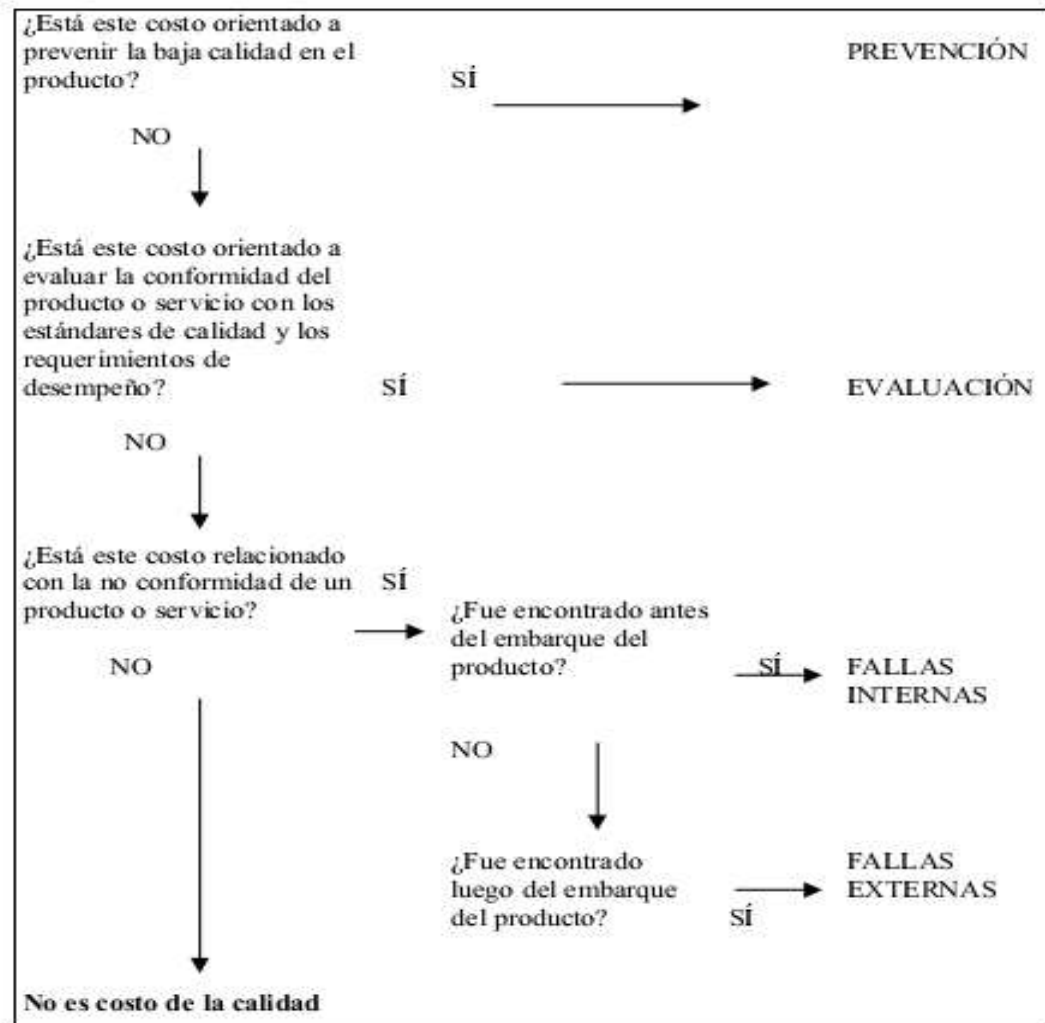 ¿Está este costo orientado a
prevenir la baja calidad en el
producto?
SÍ
PREVENCIÓN
NO
¿Está este costo orientado a
evaluar la conformidad del
producto o servicio con los
estándares de calidad y los
requerimientos de
desempeño?
SÍ
EVALUACIÓN
NO
¿Está este costo relacionado
con la no conformidad de un
producto o servicio?
SÍ
¿Fue encontrado antes
del embarque del
producto?
SÍ
FALLAS
INTERNAS
NO
NO
¿Fue encontrado
luego del embarque
del producto?
SÍ
FALLAS
EXTERNAS
No es costo de la calidad